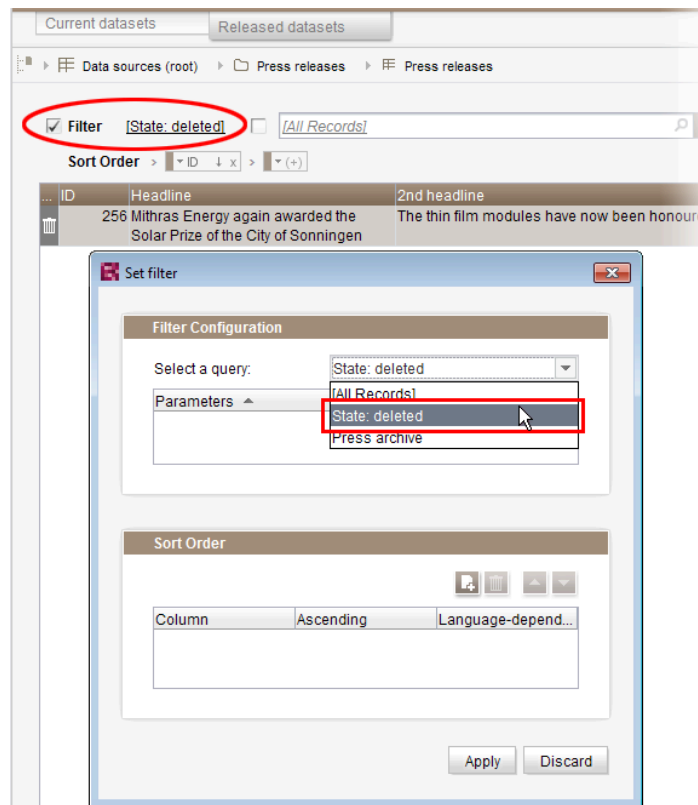 Current datasets Released datasets
Data sources (root) Press releases Press releases
Filter [State: deleted] [All Records]
Sort Order > ID ↓ x > (+)
... ID Headline 2nd headline
256 Mithras Energy again awarded the The thin film modules have now been honour
Solar Prize of the City of Sonningen
Set filter
Filter Configuration
Select a query: State: deleted
Parameters [All Records]
State: deleted
Press archive
Sort Order
Column Ascending Language-depend...
Apply Discard